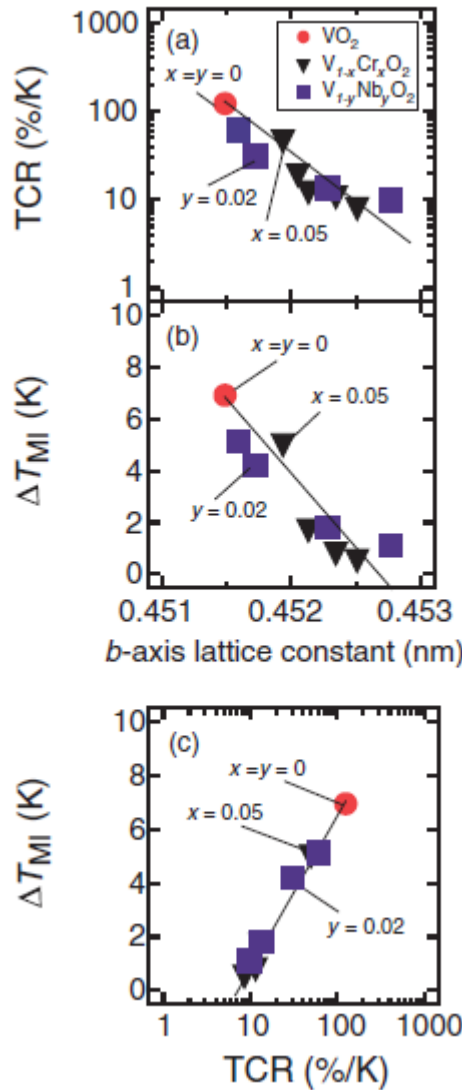 1000
100
10
1
TCR (%/K)
(a)
VO2
V1-xCrxO2
V1-yNbyO2
x =y = 0
y = 0.02
x = 0.05
10
8
6
4
2
0
ΔTMI (K)
(b)
x =y = 0
x = 0.05
y = 0.02
0.451
0.452
0.453
b-axis lattice constant (nm)
10
8
6
4
2
0
ΔTMI (K)
(c)
x =y = 0
x = 0.05
y = 0.02
1
10
100
1000
TCR (%/K)